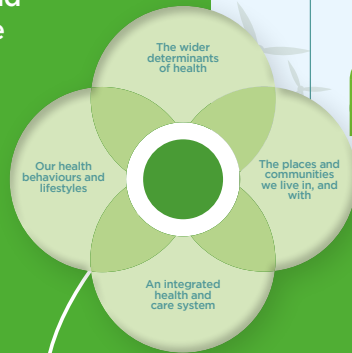 e
The wider
determinants
of health
Our health
behaviours and
lifestyles
The places and
communities
we live in, and
with
An integrated
health and
care system